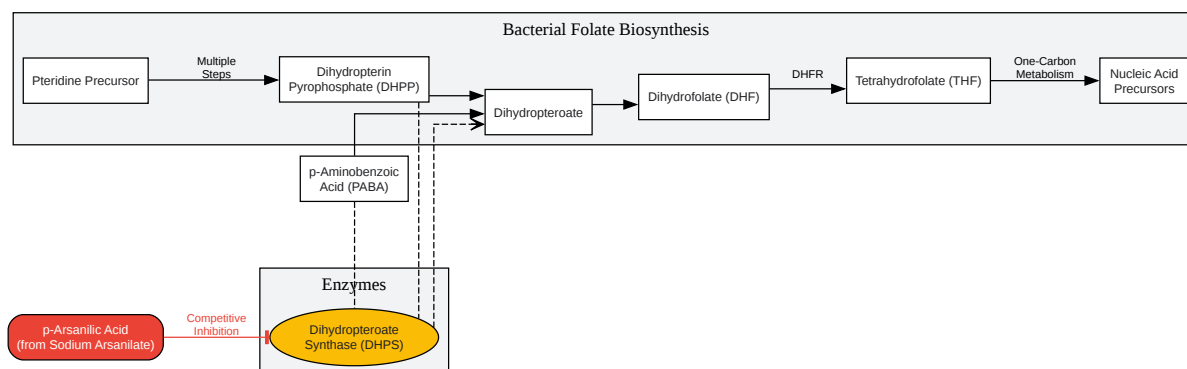 Bacterial Folate Biosynthesis
Pteridine Precursor
Multiple
Steps
Dihydropterin
Pyrophosphate (DHPP)
Dihydropteroate
Dihydrofolate (DHF)
DHFR
Tetrahydrofolate (THF)
One-Carbon
Metabolism
Nucleic Acid
Precursors
p-Aminobenzoic
Acid (PABA)
Enzymes
p-Arsanilic Acid
(from Sodium Arsanilate)
Competitive
Inhibition
Dihydropteroate
Synthase (DHPS)